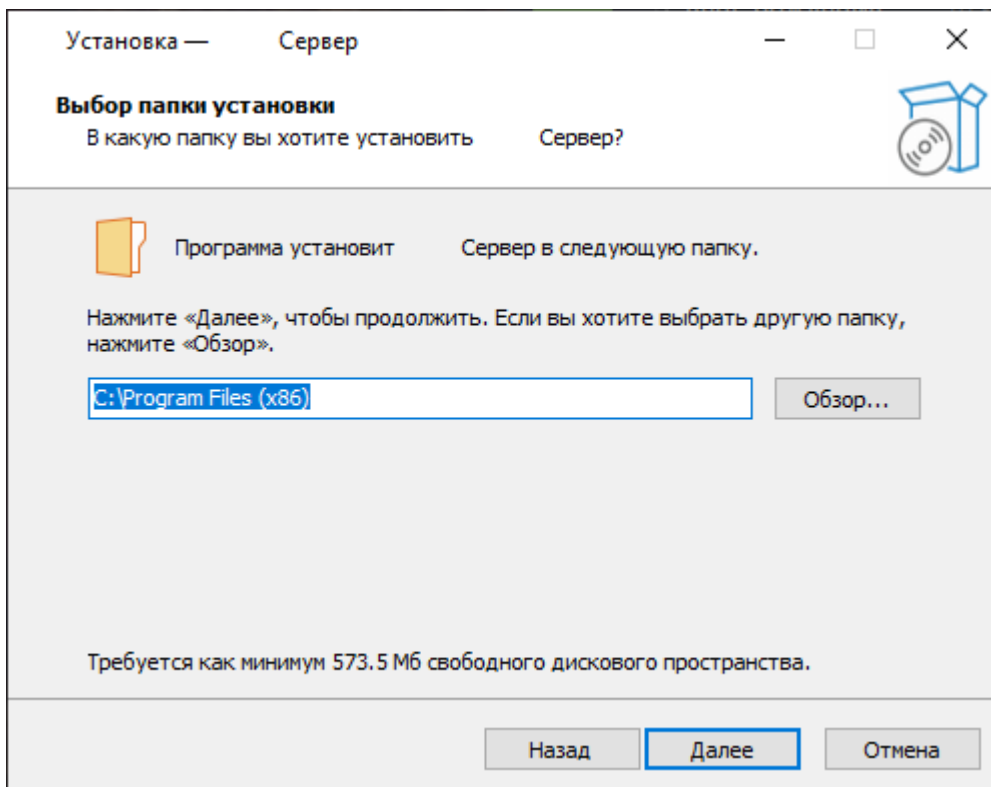 Установка — Сервер
Выбор папки установки
В какую папку вы хотите установить Сервер?
Программа установит Сервер в следующую папку.
Нажмите «Далее», чтобы продолжить. Если вы хотите выбрать другую папку,
нажмите «Обзор».
C:\Program Files (x86)
Обзор...
Требуется как минимум 573.5 Мб свободного дискового пространства.
Назад
Далее
Отмена